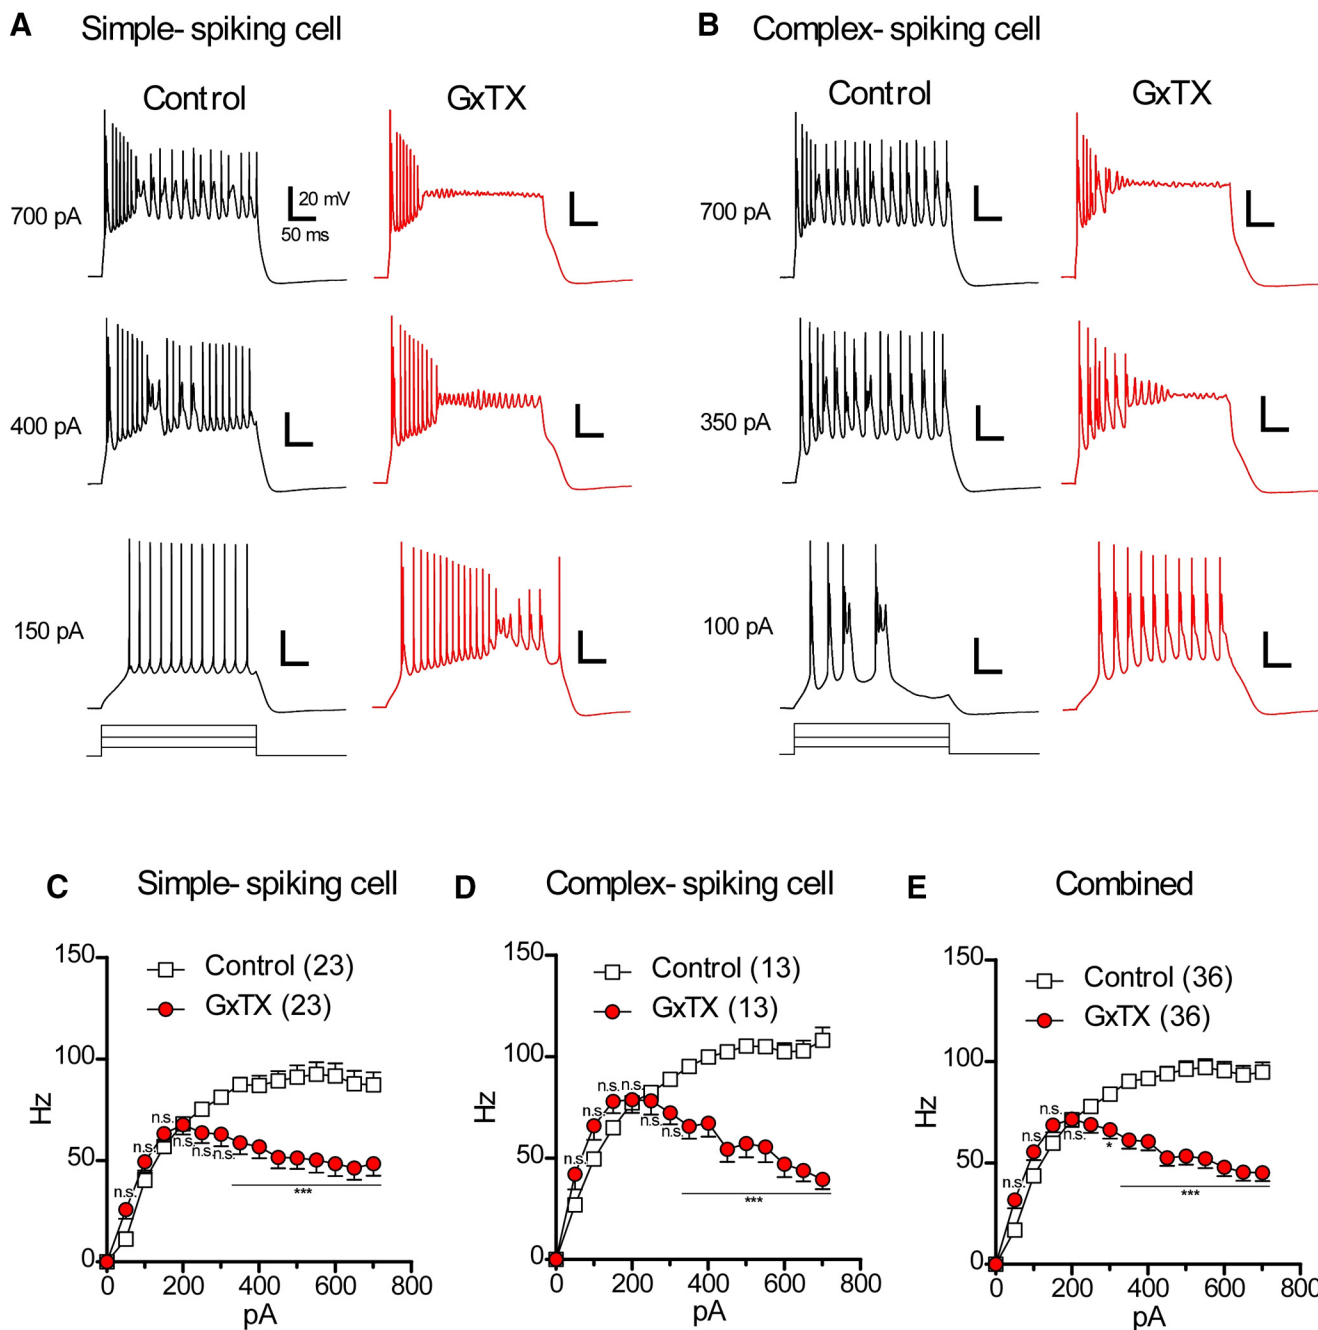 A Simple- spiking cell
B Complex- spiking cell
Control GxTX
Control GxTX
700 pA
20 mV
50 ms
700 pA
400 pA
350 pA
150 pA
100 pA
C Simple- spiking cell
D Complex- spiking cell
E Combined
150
Control (23)
GxTX (23)
100
n.s.
n.s.
n.s.
n.s.
n.s.
50
***
0
0 200 400 600 800
Hz
pA
150
Control (13)
GxTX (13)
100
n.s. n.s.
n.s.
n.s.
n.s.
n.s.
50
***
0
0 200 400 600 800
Hz
pA
150
Control (36)
GxTX (36)
100
n.s.
n.s.
n.s.
n.s.
*
50
***
0
0 200 400 600 800
Hz
pA